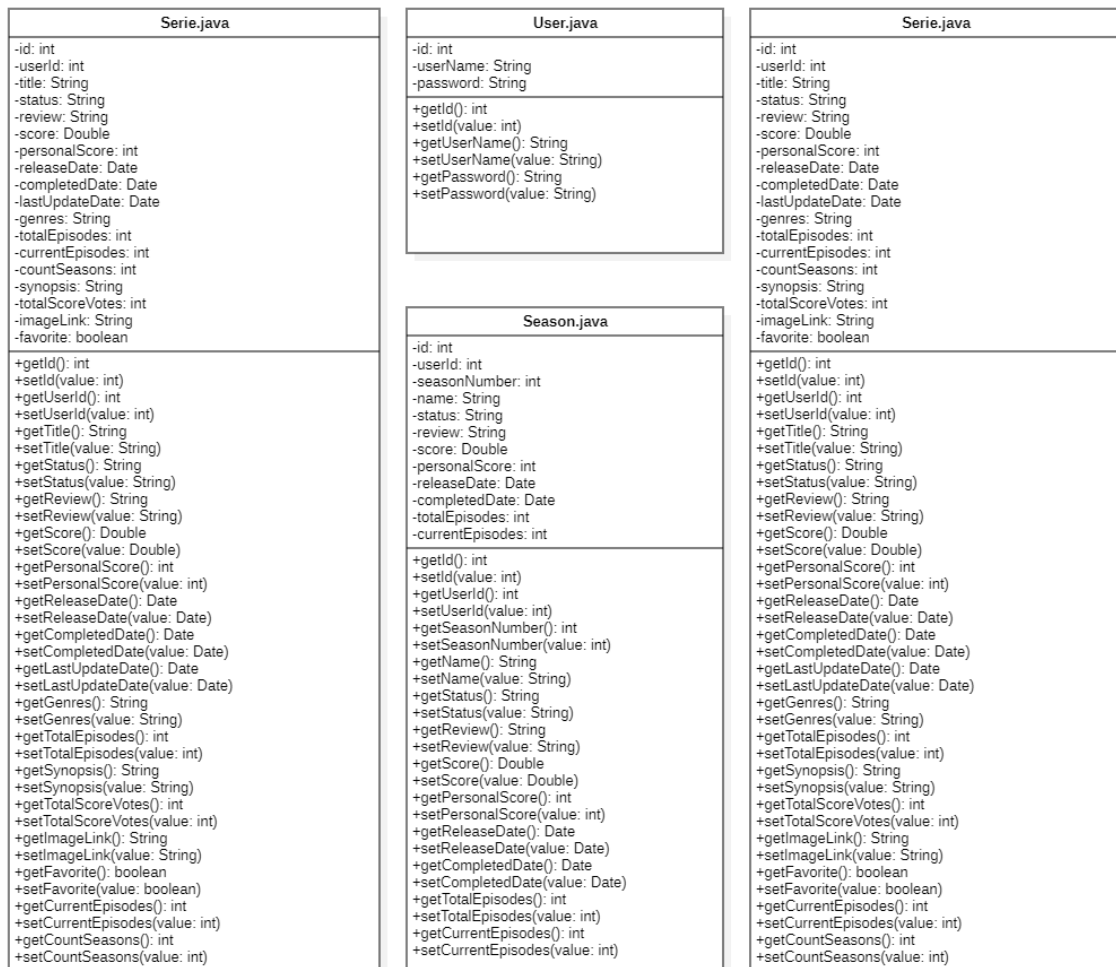 Serie.java
-id: int
-userId: int
-title: String
-status: String
-review: String
-score: Double
-personalScore: int
-releaseDate: Date
-completedDate: Date
-lastUpdateDate: Date
-genres: String
-totalEpisodes: int
-currentEpisodes: int
-countSeasons: int
-synopsis: String
-totalScoreVotes: int
-imageLink: String
-favorite: boolean
+getId(): int
+setId(value: int)
+getUserId(): int
+setUserId(value: int)
+getTitle(): String
+setTitle(value: String)
+getStatus(): String
+setStatus(value: String)
+getReview(): String
+setReview(value: String)
+getScore(): Double
+setScore(value: Double)
+getPersonalScore(): int
+setPersonalScore(value: int)
+getReleaseDate(): Date
+setReleaseDate(value: Date)
+getCompletedDate(): Date
+setCompletedDate(value: Date)
+getLastUpdateDate(): Date
+setLastUpdateDate(value: Date)
+getGenres(): String
+setGenres(value: String)
+getTotalEpisodes(): int
+setTotalEpisodes(value: int)
+getSynopsis(): String
+setSynopsis(value: String)
+getTotalScoreVotes(): int
+setTotalScoreVotes(value: int)
+getImageLink(): String
+setImageLink(value: String)
+getFavorite(): boolean
+setFavorite(value: boolean)
+getCurrentEpisodes(): int
+setCurrentEpisodes(value: int)
+getCountSeasons(): int
+setCountSeasons(value: int)
User.java
-id: int
-userName: String
-password: String
+getId(): int
+setId(value: int)
+getUserName(): String
+setUserName(value: String)
+getPassword(): String
+setPassword(value: String)
Season.java
-id: int
-userId: int
-seasonNumber: int
-name: String
-status: String
-review: String
-score: Double
-personalScore: int
-releaseDate: Date
-completedDate: Date
-totalEpisodes: int
-currentEpisodes: int
+getId(): int
+setId(value: int)
+getUserId(): int
+setUserId(value: int)
+getSeasonNumber(): int
+setSeasonNumber(value: int)
+getName(): String
+setName(value: String)
+getStatus(): String
+setStatus(value: String)
+getReview(): String
+setReview(value: String)
+getScore(): Double
+setScore(value: Double)
+getPersonalScore(): int
+setPersonalScore(value: int)
+getReleaseDate(): Date
+setReleaseDate(value: Date)
+getCompletedDate(): Date
+setCompletedDate(value: Date)
+getTotalEpisodes(): int
+setTotalEpisodes(value: int)
+getCurrentEpisodes(): int
+setCurrentEpisodes(value: int)
Serie.java
-id: int
-userId: int
-title: String
-status: String
-review: String
-score: Double
-personalScore: int
-releaseDate: Date
-completedDate: Date
-lastUpdateDate: Date
-genres: String
-totalEpisodes: int
-currentEpisodes: int
-countSeasons: int
-synopsis: String
-totalScoreVotes: int
-imageLink: String
-favorite: boolean
+getId(): int
+setId(value: int)
+getUserId(): int
+setUserId(value: int)
+getTitle(): String
+setTitle(value: String)
+getStatus(): String
+setStatus(value: String)
+getReview(): String
+setReview(value: String)
+getScore(): Double
+setScore(value: Double)
+getPersonalScore(): int
+setPersonalScore(value: int)
+getReleaseDate(): Date
+setReleaseDate(value: Date)
+getCompletedDate(): Date
+setCompletedDate(value: Date)
+getLastUpdateDate(): Date
+setLastUpdateDate(value: Date)
+getGenres(): String
+setGenres(value: String)
+getTotalEpisodes(): int
+setTotalEpisodes(value: int)
+getSynopsis(): String
+setSynopsis(value: String)
+getTotalScoreVotes(): int
+setTotalScoreVotes(value: int)
+getImageLink(): String
+setImageLink(value: String)
+getFavorite(): boolean
+setFavorite(value: boolean)
+getCurrentEpisodes(): int
+setCurrentEpisodes(value: int)
+getCountSeasons(): int
+setCountSeasons(value: int)